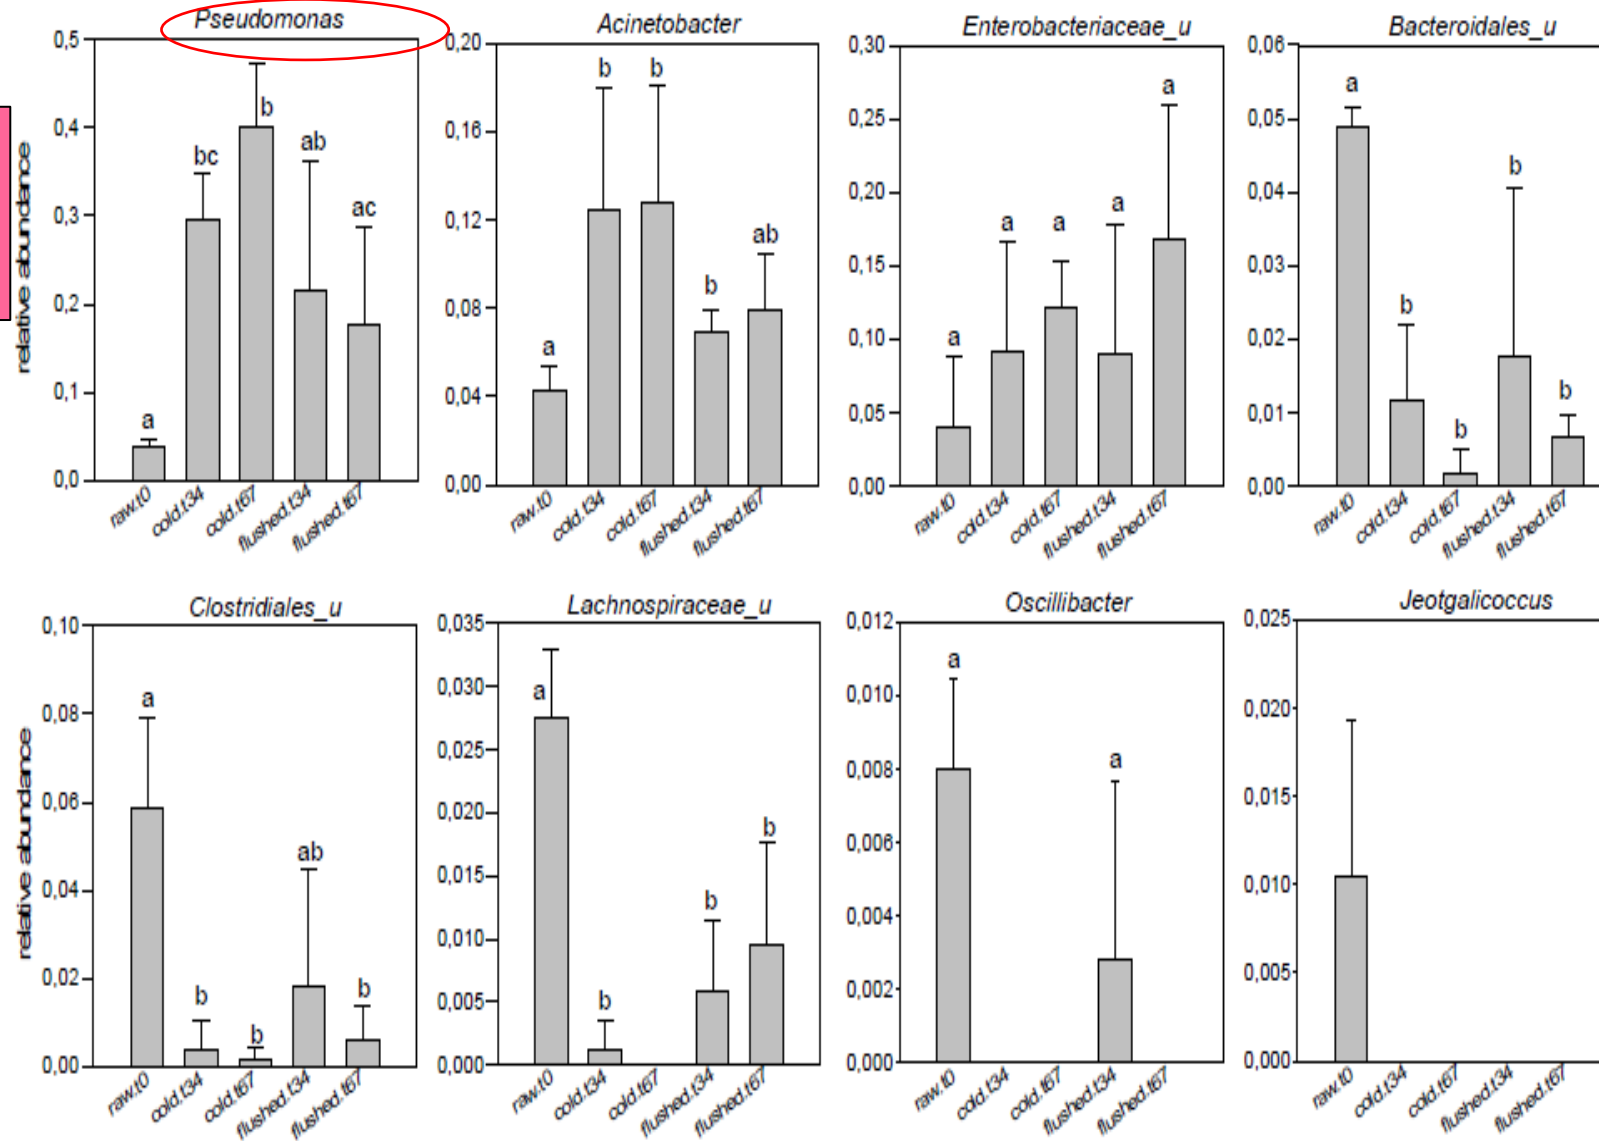 Pseudomonas
relative abundance
0,5
0,4
0,3
0,2
0,1
0,0
a
bc
b
ab
ac
raw.t0
cold.t34
cold.t67
flushed.t34
flushed.t67
Acinetobacter
0,20
0,16
0,12
0,08
0,04
0,00
a
b
b
b
ab
raw.t0
cold.t34
cold.t67
flushed.t34
flushed.t67
Enterobacteriaceae_u
0,30
0,25
0,20
0,15
0,10
0,05
0,00
a
a
a
a
a
raw.t0
cold.t34
cold.t67
flushed.t34
flushed.t67
Bacteroidales_u
0,06
0,05
0,04
0,03
0,02
0,01
0,00
a
b
b
b
b
raw.t0
cold.t34
cold.t67
flushed.t34
flushed.t67
Clostridiales_u
relative abundance
0,10
0,08
0,06
0,04
0,02
0,00
a
b
b
ab
b
raw.t0
cold.t34
cold.t67
flushed.t34
flushed.t67
Lachnospiraceae_u
0,035
0,030
0,025
0,020
0,015
0,010
0,005
0,000
a
b
b
b
raw.t0
cold.t34
cold.t67
flushed.t34
flushed.t67
Oscillibacter
0,012
0,010
0,008
0,006
0,004
0,002
0,000
a
a
raw.t0
cold.t34
cold.t67
flushed.t34
flushed.t67
Jeotgalicoccus
0,025
0,020
0,015
0,010
0,005
0,000
raw.t0
cold.t34
cold.t67
flushed.t34
flushed.t67